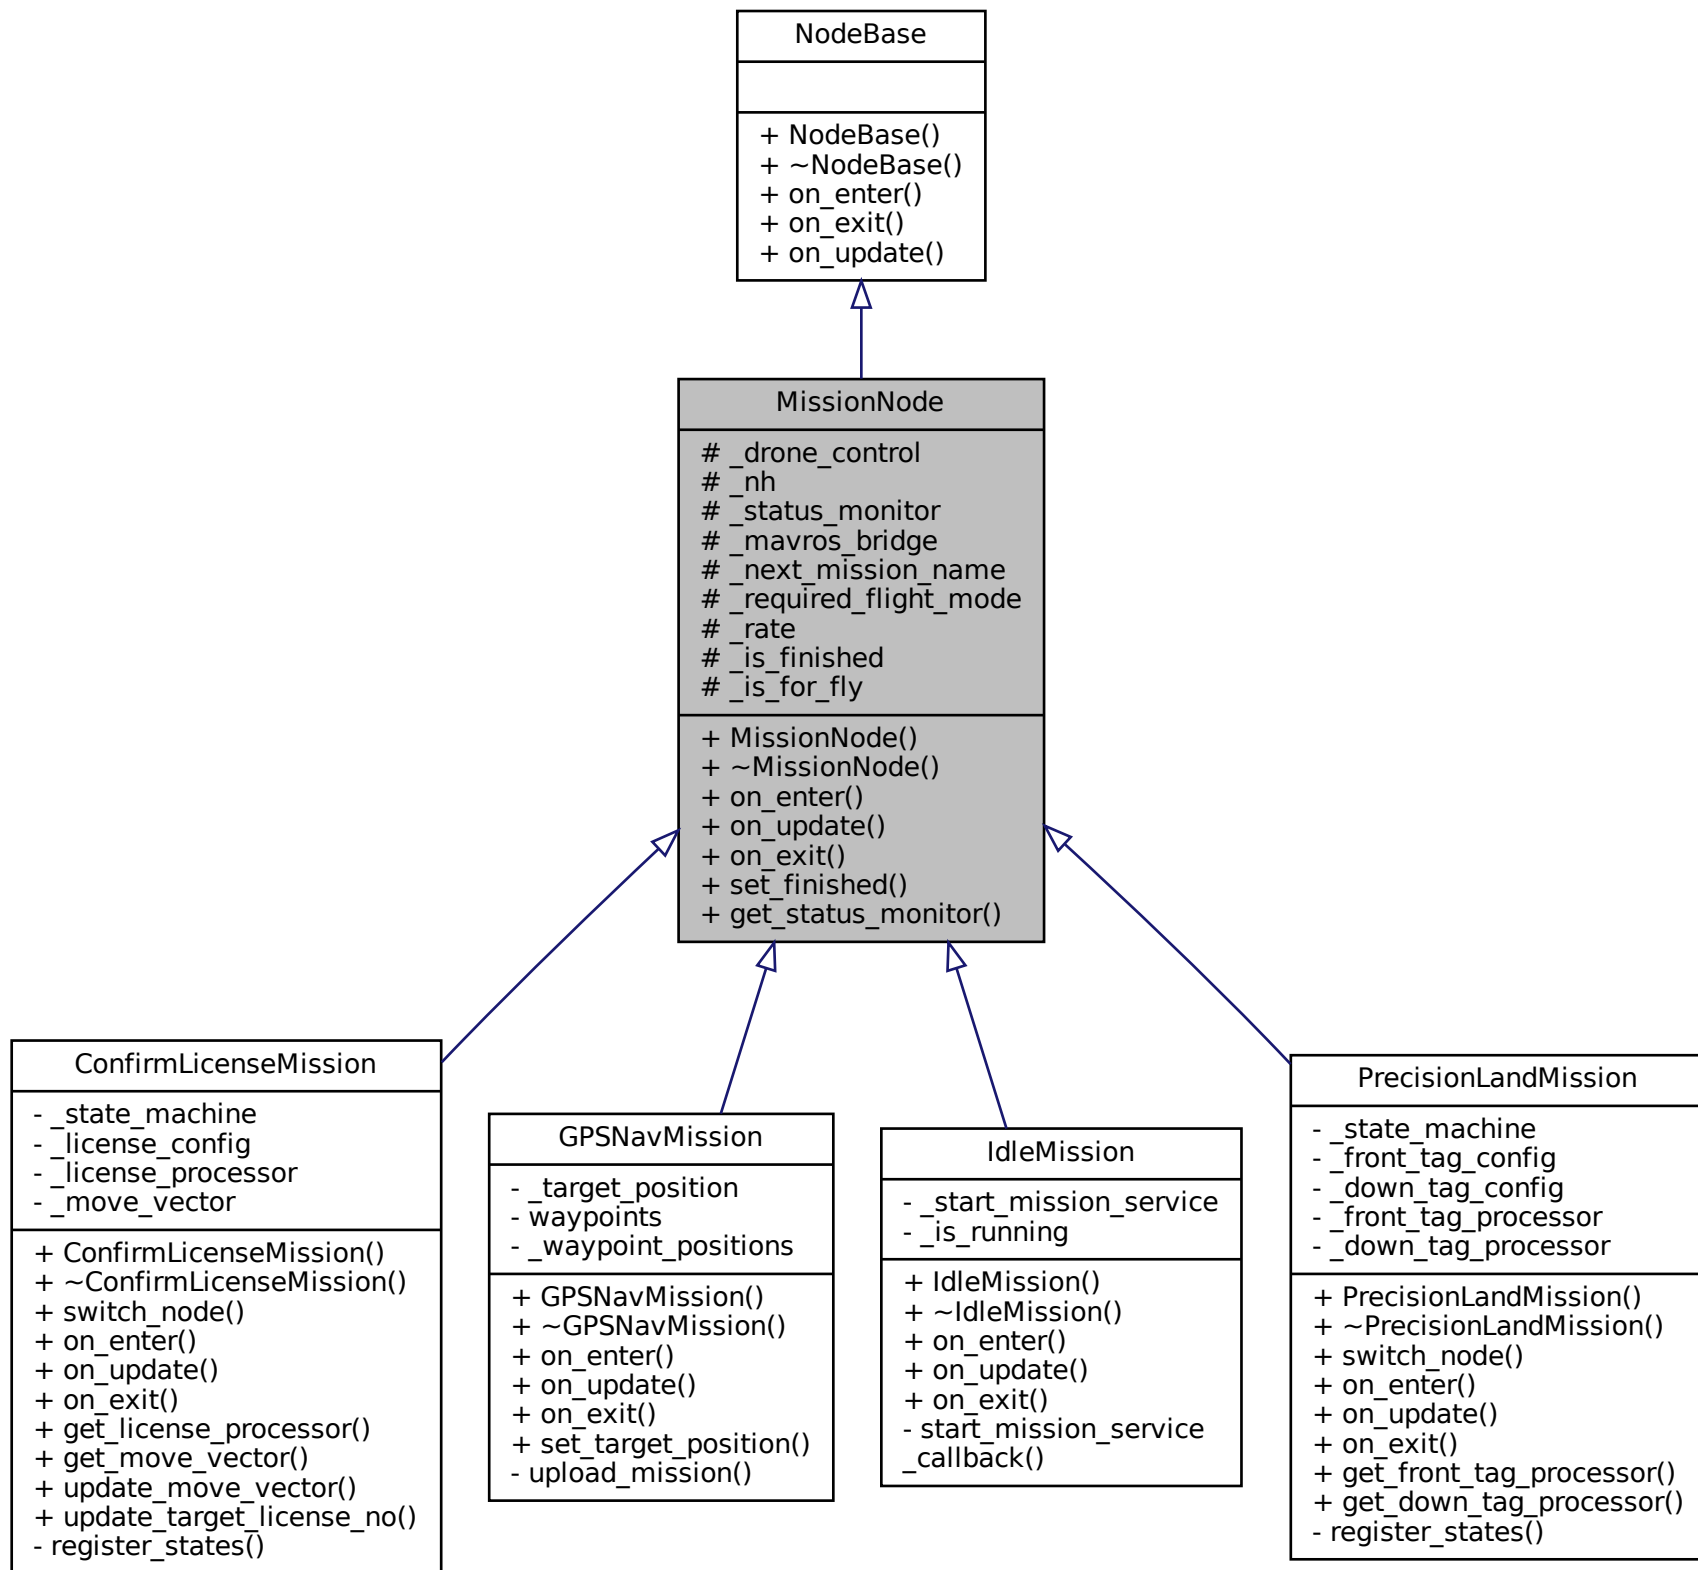 NodeBase
+ NodeBase()
+ ~NodeBase()
+ on_enter()
+ on_exit()
+ on_update()
MissionNode
# _drone_control
# _nh
# _status_monitor
# _mavros_bridge
# _next_mission_name
# _required_flight_mode
# _rate
# _is_finished
# _is_for_fly
+ MissionNode()
+ ~MissionNode()
+ on_enter()
+ on_update()
+ on_exit()
+ set_finished()
+ get_status_monitor()
ConfirmLicenseMission
- _state_machine
- _license_config
- _license_processor
- _move_vector
+ ConfirmLicenseMission()
+ ~ConfirmLicenseMission()
+ switch_node()
+ on_enter()
+ on_update()
+ on_exit()
+ get_license_processor()
+ get_move_vector()
+ update_move_vector()
+ update_target_license_no()
- register_states()
GPSNavMission
- _target_position
- waypoints
- _waypoint_positions
+ GPSNavMission()
+ ~GPSNavMission()
+ on_enter()
+ on_update()
+ on_exit()
+ set_target_position()
- upload_mission()
IdleMission
- _start_mission_service
- _is_running
+ IdleMission()
+ ~IdleMission()
+ on_enter()
+ on_update()
+ on_exit()
- start_mission_service
_callback()
PrecisionLandMission
- _state_machine
- _front_tag_config
- _down_tag_config
- _front_tag_processor
- _down_tag_processor
+ PrecisionLandMission()
+ ~PrecisionLandMission()
+ switch_node()
+ on_enter()
+ on_update()
+ on_exit()
+ get_front_tag_processor()
+ get_down_tag_processor()
- register_states()